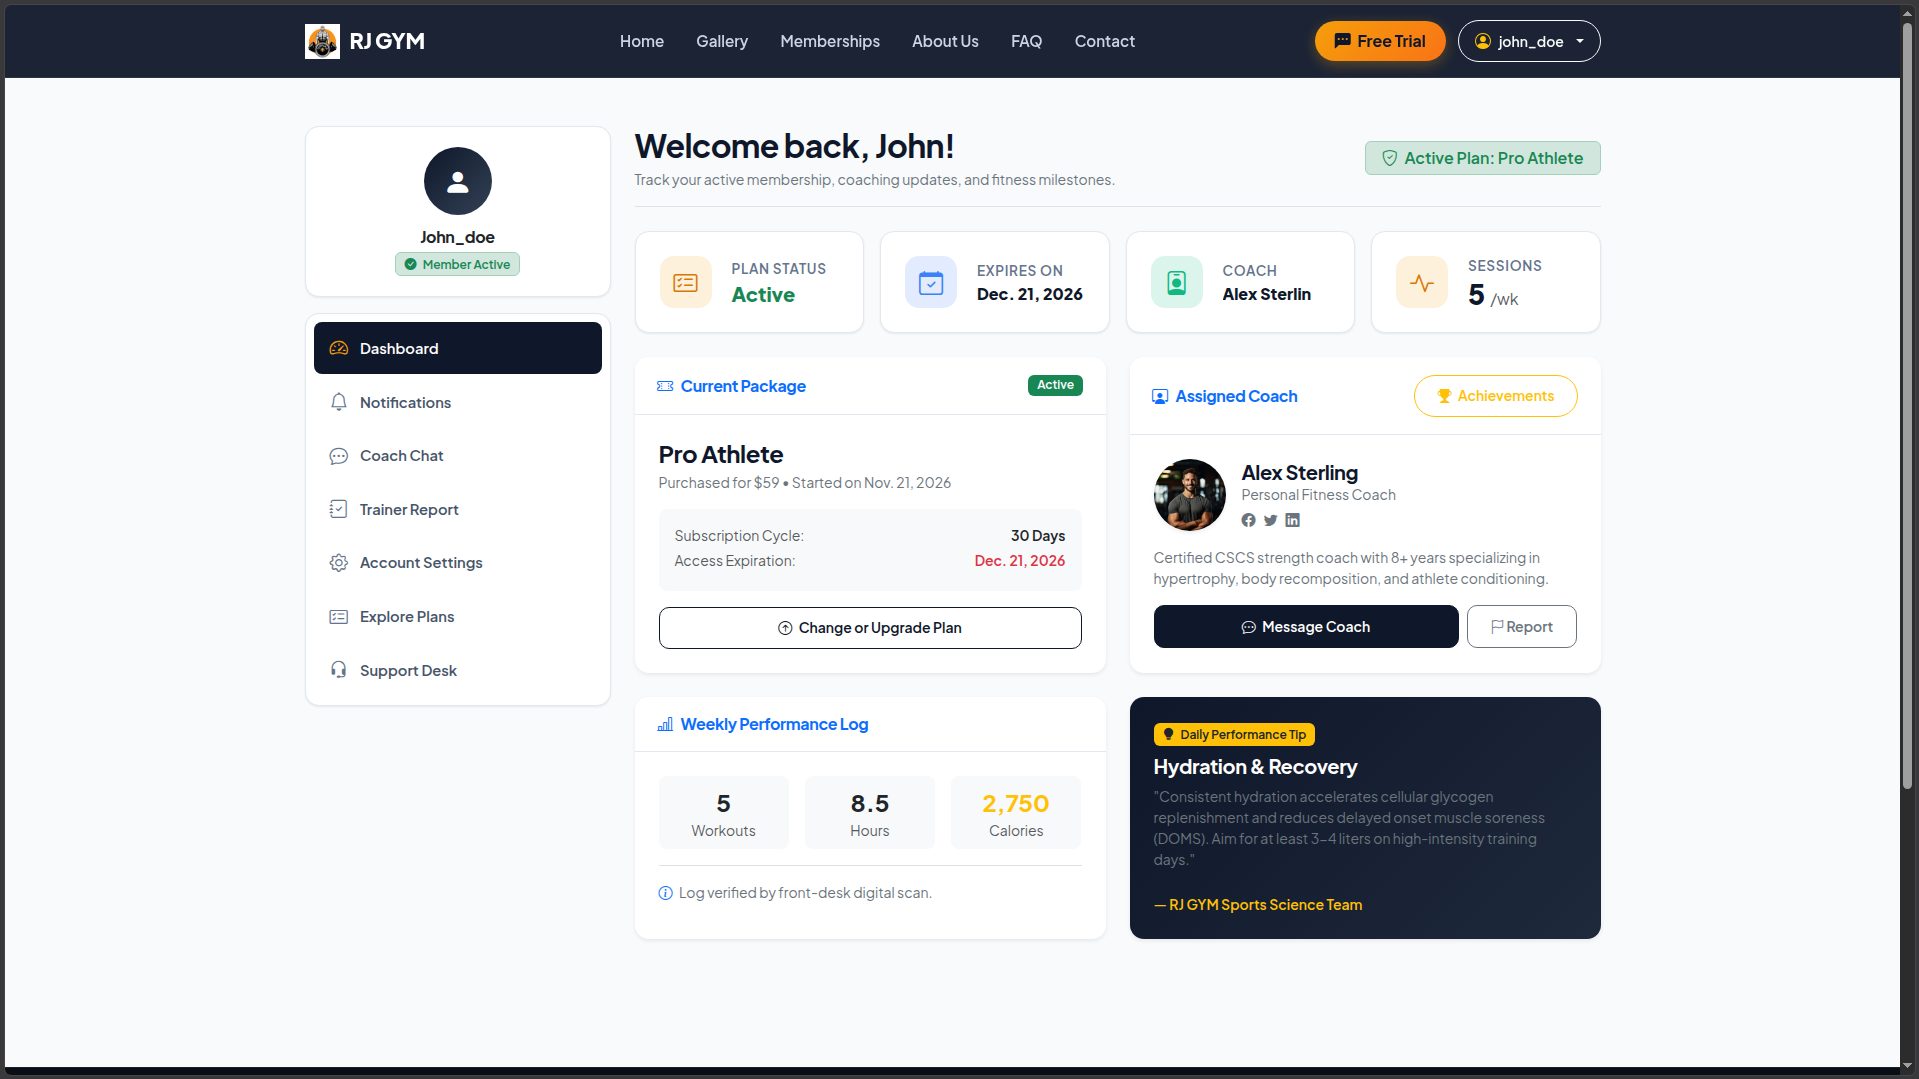 RJ GYM
Home
Gallery
Memberships
About Us
FAQ
Contact
Free Trial
john_doe
John_doe
Member Active
Dashboard
Notifications
Coach Chat
Trainer Report
Account Settings
Explore Plans
Support Desk
Welcome back, John!
Track your active membership, coaching updates, and fitness milestones.
Active Plan: Pro Athlete
PLAN STATUS
Active
EXPIRES ON
Dec. 21, 2026
COACH
Alex Sterlin
SESSIONS
5 /wk
Current Package
Active
Pro Athlete
Purchased for $59 • Started on Nov. 21, 2026
Subscription Cycle: 30 Days
Access Expiration: Dec. 21, 2026
Change or Upgrade Plan
Assigned Coach
Achievements
Alex Sterling
Personal Fitness Coach
Certified CSCS strength coach with 8+ years specializing in
hypertrophy, body recomposition, and athlete conditioning.
Message Coach
Report
Weekly Performance Log
5
Workouts
8.5
Hours
2,750
Calories
Log verified by front-desk digital scan.
Daily Performance Tip
Hydration & Recovery
"Consistent hydration accelerates cellular glycogen
replenishment and reduces delayed onset muscle soreness
(DOMS). Aim for at least 3–4 liters on high-intensity training
days."
— RJ GYM Sports Science Team